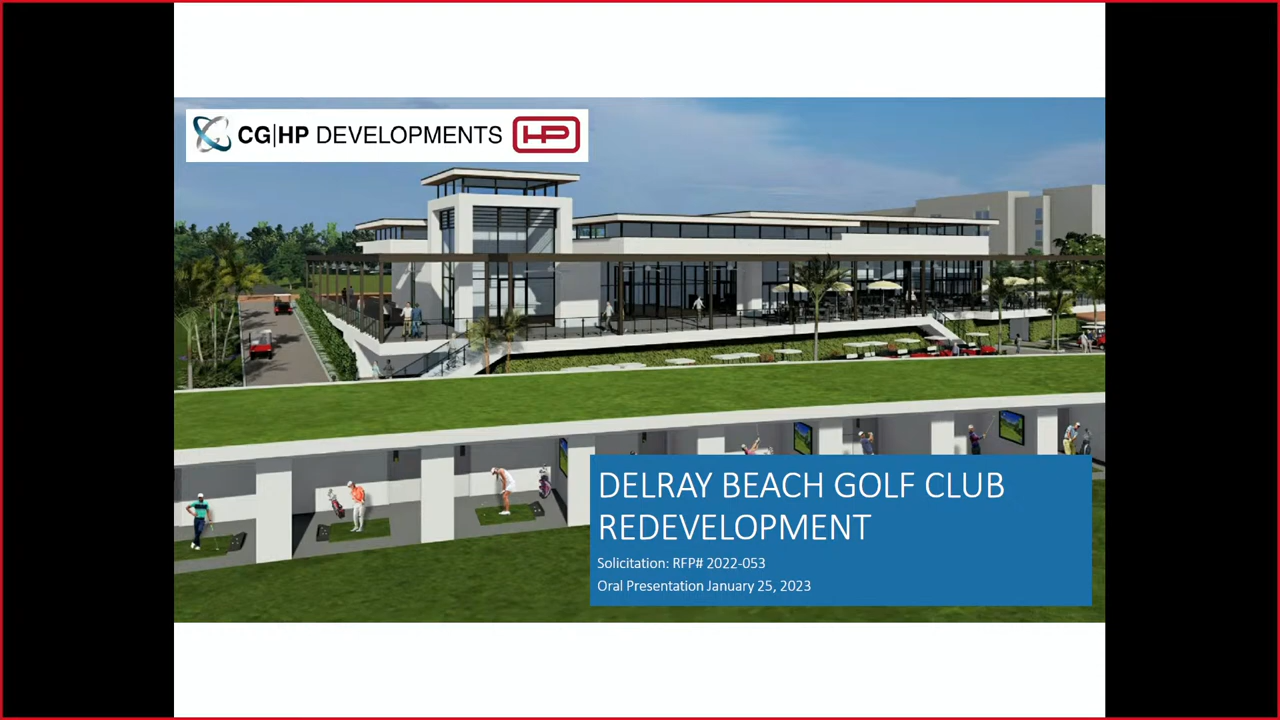 CG|HP DEVELOPMENTS HP
DELRAY BEACH GOLF CLUB
REDEVELOPMENT
Solicitation: RFP# 2022-053
Oral Presentation January 25, 2023